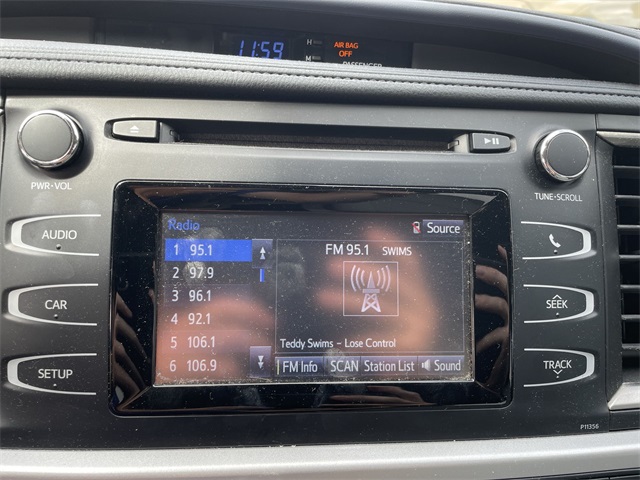 11:59 H AIR BAG
M OFF
PASSENGER
PWR•VOL
TUNE•SCROLL
AUDIO
CAR
SETUP
Radio
Source
1 95.1
2 97.9
3 96.1
4 92.1
5 106.1
6 106.9
FM 95.1 SWIMS
Teddy Swims - Lose Control
FM Info SCAN Station List Sound
SEEK
TRACK
P11356